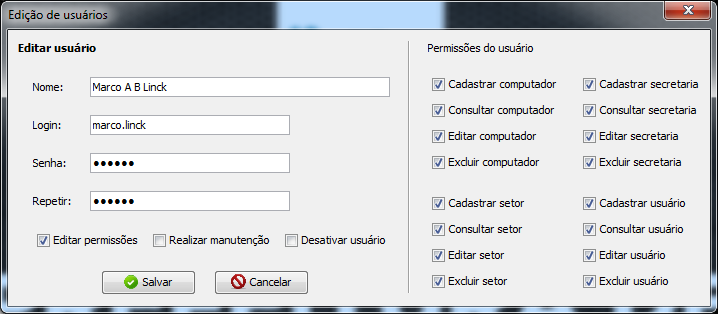 Edição de usuários
Editar usuário
Nome: Marco A B Linck
Login: marco.linck
Senha: ●●●●●●
Repetir: ●●●●●●
Editar permissões Realizar manutenção Desativar usuário
Salvar Cancelar
Permissões do usuário
Cadastrar computador Cadastrar secretaria
Consultar computador Consultar secretaria
Editar computador Editar secretaria
Excluir computador Excluir secretaria
Cadastrar setor Cadastrar usuário
Consultar setor Consultar usuário
Editar setor Editar usuário
Excluir setor Excluir usuário